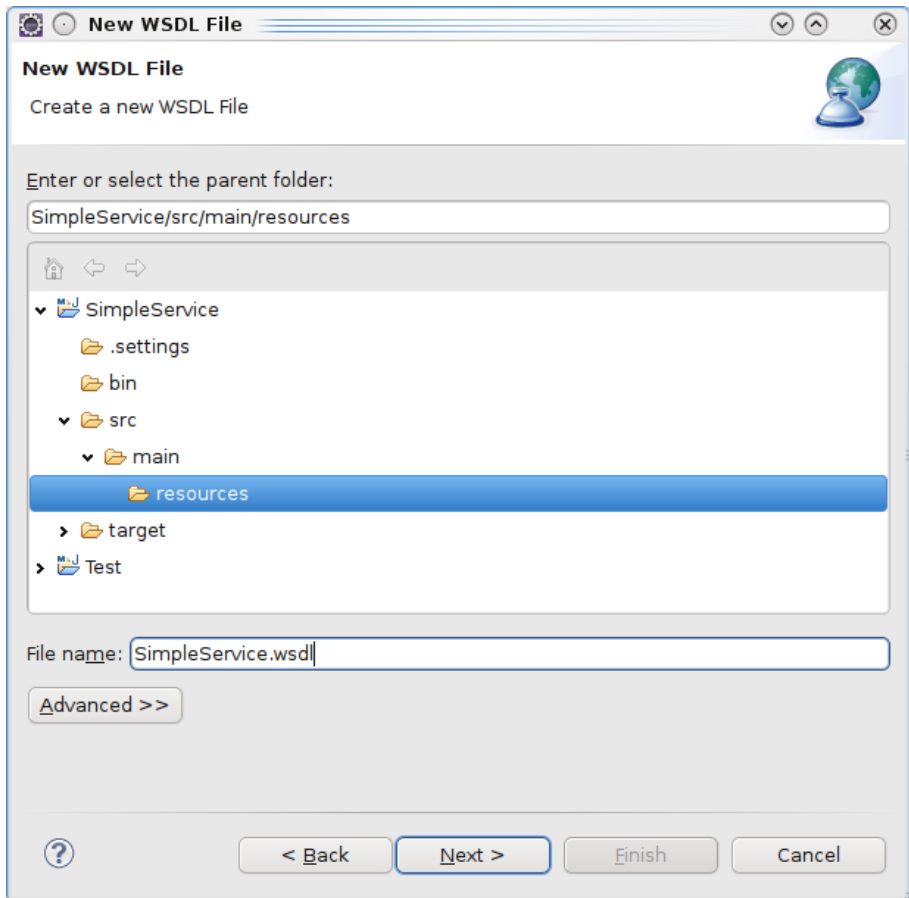 New WSDL File
New WSDL File
Create a new WSDL File
Enter or select the parent folder:
SimpleService/src/main/resources
SimpleService
.settings
bin
src
main
resources
target
Test
File name: SimpleService.wsdl
Advanced >>
? < Back Next > Finish Cancel